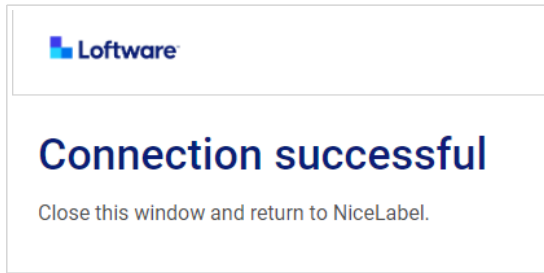 Loftware
Connection successful
Close this window and return to NiceLabel.